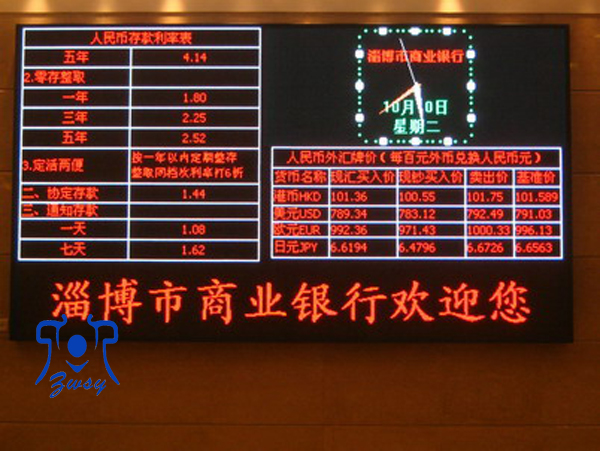 人民币存款利率表
五年 4.14
2.零存整取
一年 1.80
三年 2.25
五年 2.52
3.定活两便 按一年以内定期整存
整取同档次利率打6折
二、协定存款 1.44
三、通知存款
一天 1.08
七天 1.62
淄博市商业银行
10月10日
星期二
人民币外汇牌价(每百元外币兑换人民币元)
货币名称 现汇买入价 现钞买入价 卖出价 基准价
港币HKD 101.36 100.55 101.75 101.589
美元USD 789.34 783.12 792.49 791.03
欧元EUR 992.36 971.43 1000.33 996.13
日元JPY 6.6194 6.4796 6.6726 6.6563
淄博市商业银行欢迎您
Zwsy